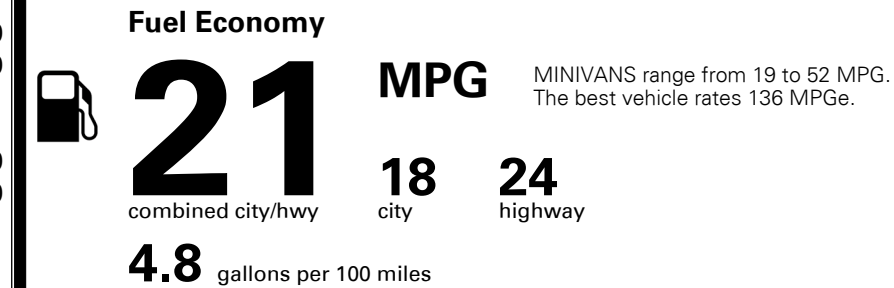 Fuel Economy
21 MPG
MINIVANS range from 19 to 52 MPG.
The best vehicle rates 136 MPGe.
18 24
combined city/hwy city highway
4.8 gallons per 100 miles